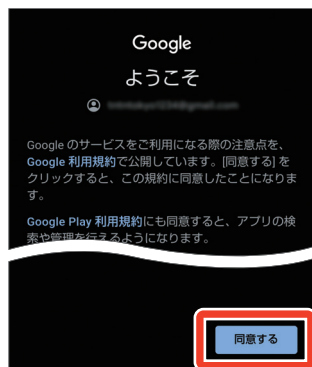 Google
ようこそ
Google のサービスをご利用になる際の注意点を、
Google 利用規約で公開しています。[同意する] を
クリックすると、この規約に同意したことになりま
す。
Google Play 利用規約にも同意すると、アプリの検
索や管理を行えるようになります。
同意する